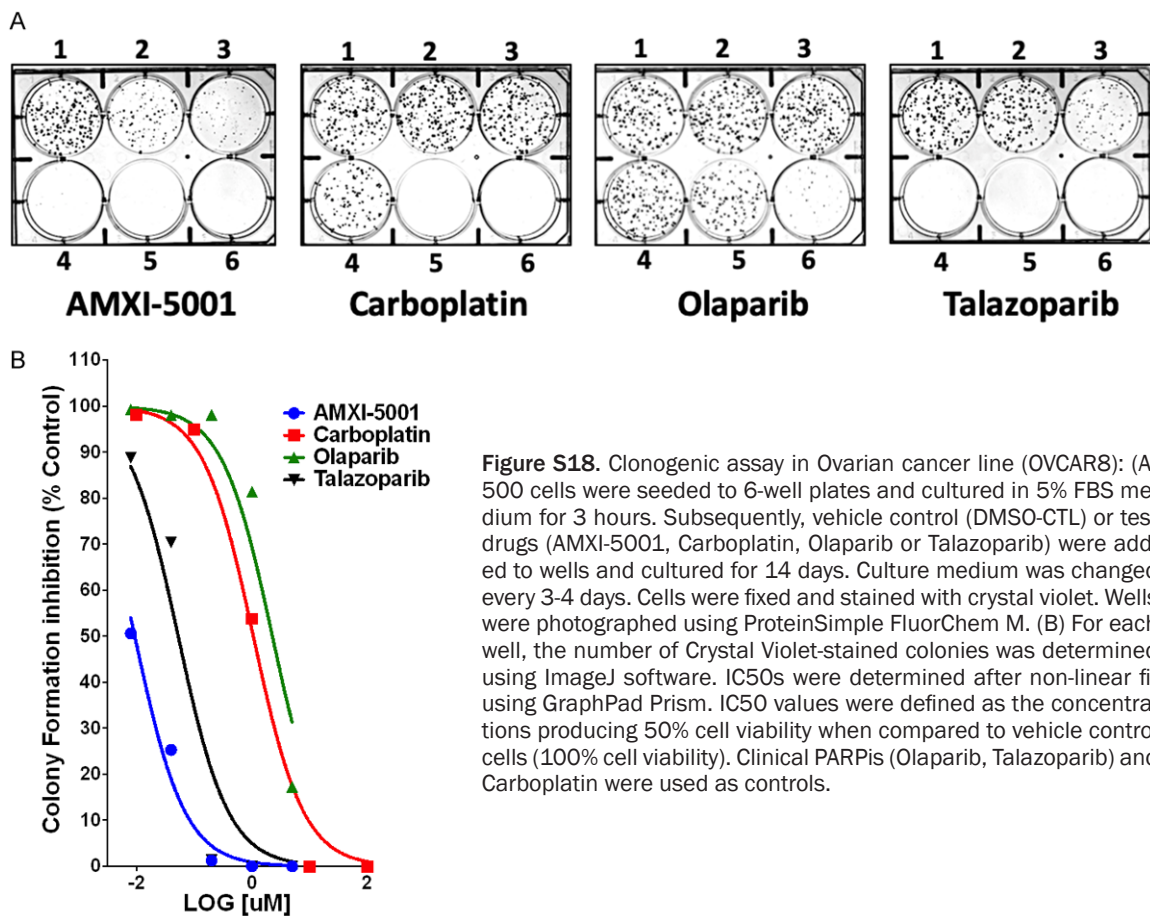 A
1 2 3
4 5 6
AMXI-5001
1 2 3
4 5 6
Carboplatin
1 2 3
4 5 6
Olaparib
1 2 3
4 5 6
Talazoparib
B
Colony Formation inhibition (% Control)
110
100
90
80
70
60
50
40
30
20
10
0
-2 0 2
LOG [uM]
AMXI-5001
Carboplatin
Olaparib
Talazoparib
Figure S18. Clonogenic assay in Ovarian cancer line (OVCAR8): (A
500 cells were seeded to 6-well plates and cultured in 5% FBS me
dium for 3 hours. Subsequently, vehicle control (DMSO-CTL) or tes
drugs (AMXI-5001, Carboplatin, Olaparib or Talazoparib) were add
ed to wells and cultured for 14 days. Culture medium was changed
every 3-4 days. Cells were fixed and stained with crystal violet. Wells
were photographed using ProteinSimple FluorChem M. (B) For each
well, the number of Crystal Violet-stained colonies was determined
using ImageJ software. IC50s were determined after non-linear fi
using GraphPad Prism. IC50 values were defined as the concentra
tions producing 50% cell viability when compared to vehicle contro
cells (100% cell viability). Clinical PARPis (Olaparib, Talazoparib) and
Carboplatin were used as controls.